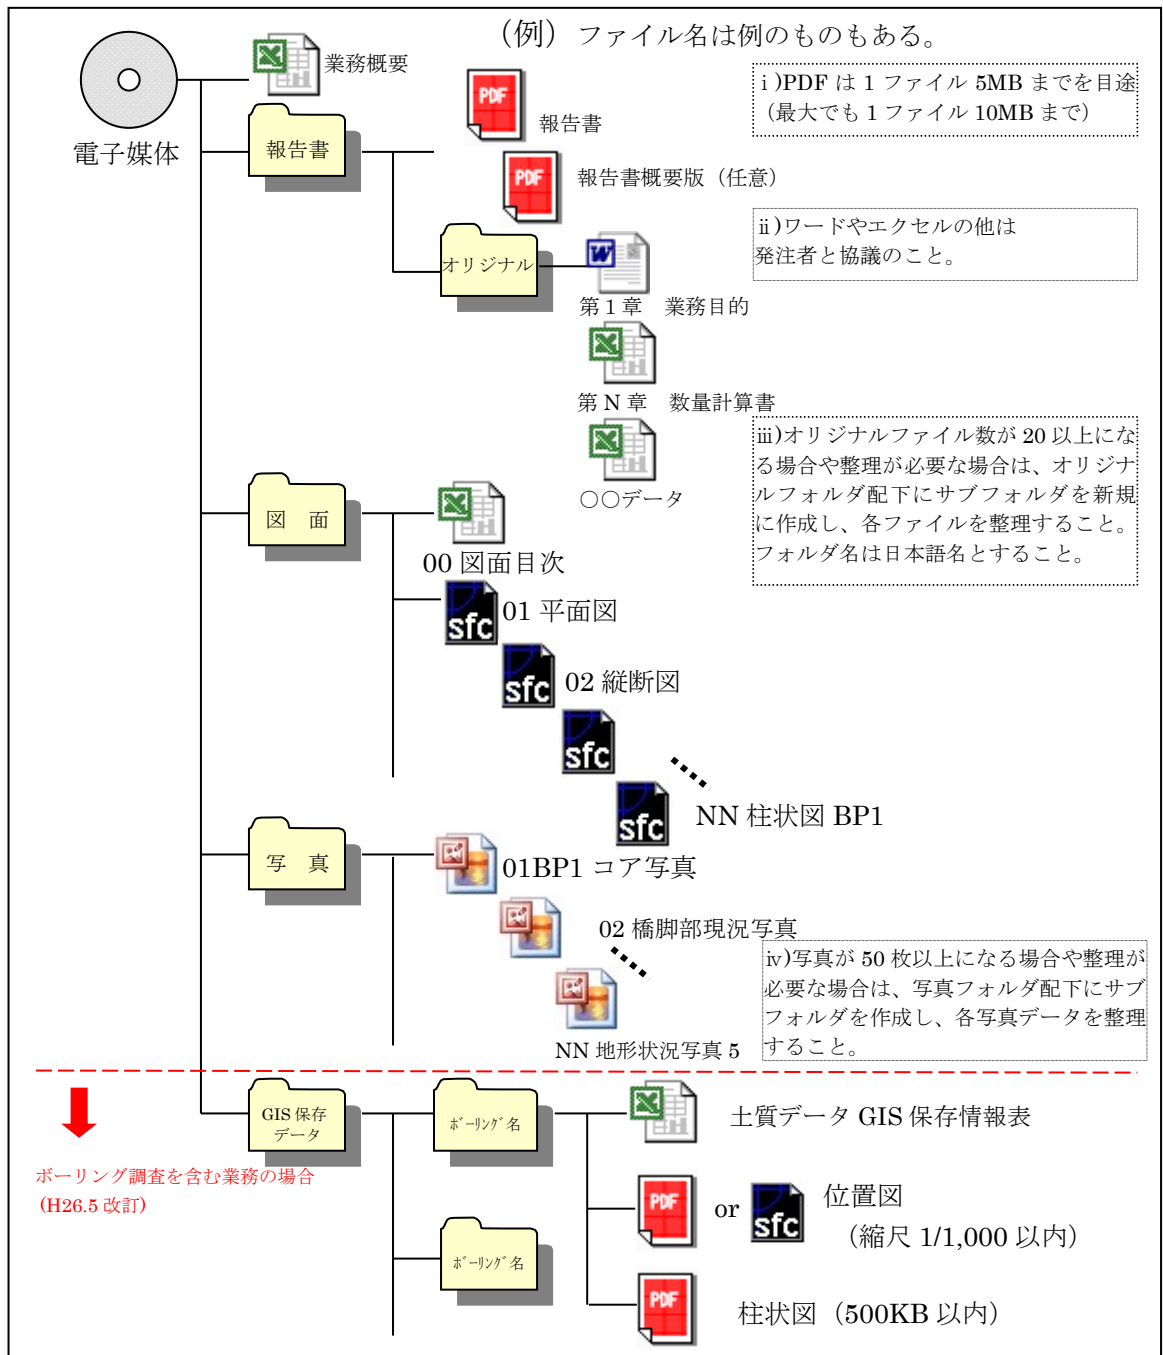 （例）ファイル名は例のものもある。
業務概要
PDF
報告書
ⅰ)PDF は 1 ファイル 5MB までを目途
（最大でも 1 ファイル 10MB まで）
電子媒体
報告書
PDF
報告書概要版（任意）
ⅱ)ワードやエクセルの他は
発注者と協議のこと。
オリジナル
第 1 章　業務目的
第 N 章　数量計算書
〇〇データ
ⅲ)オリジナルファイル数が 20 以上にな
る場合や整理が必要な場合は、オリジナ
ルフォルダ配下にサブフォルダを新規
に作成し、各ファイルを整理すること。
フォルダ名は日本語名とすること。
図　面
00 図面目次
sfc
01 平面図
sfc
02 縦断図
sfc
sfc
NN 柱状図 BP1
写　真
01BP1 コア写真
02 橋脚部現況写真
NN 地形状況写真 5
ⅳ)写真が 50 枚以上になる場合や整理が
必要な場合は、写真フォルダ配下にサブ
フォルダを作成し、各写真データを整理
すること。
GIS 保存
データ
ﾎﾞｰﾘﾝｸﾞ名
土質データ GIS 保存情報表
ボーリング調査を含む業務の場合
(H26.5 改訂)
PDF
or
sfc
位置図
（縮尺 1/1,000 以内）
ﾎﾞｰﾘﾝｸﾞ名
PDF
柱状図（500KB 以内）